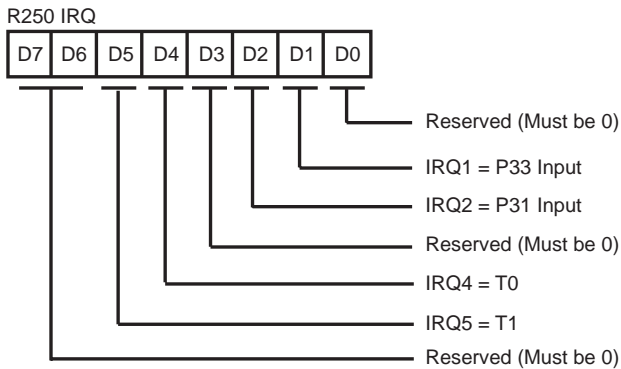 R250 IRQ
D7 D6 D5 D4 D3 D2 D1 D0
Reserved (Must be 0)
IRQ1 = P33 Input
IRQ2 = P31 Input
Reserved (Must be 0)
IRQ4 = T0
IRQ5 = T1
Reserved (Must be 0)